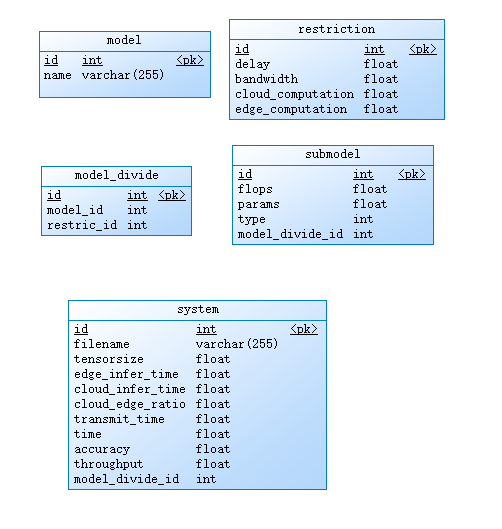 model
id int <pk>
name varchar(255)
restriction
id int <pk>
delay float
bandwidth float
cloud_computation float
edge_computation float
model_divide
id int <pk>
model_id int
restric_id int
submodel
id int <pk>
flops float
params float
type int
model_divide_id int
system
id int <pk>
filename varchar(255)
tensorsize float
edge_infer_time float
cloud_infer_time float
cloud_edge_ratio float
transmit_time float
time float
accuracy float
throughput float
model_divide_id int